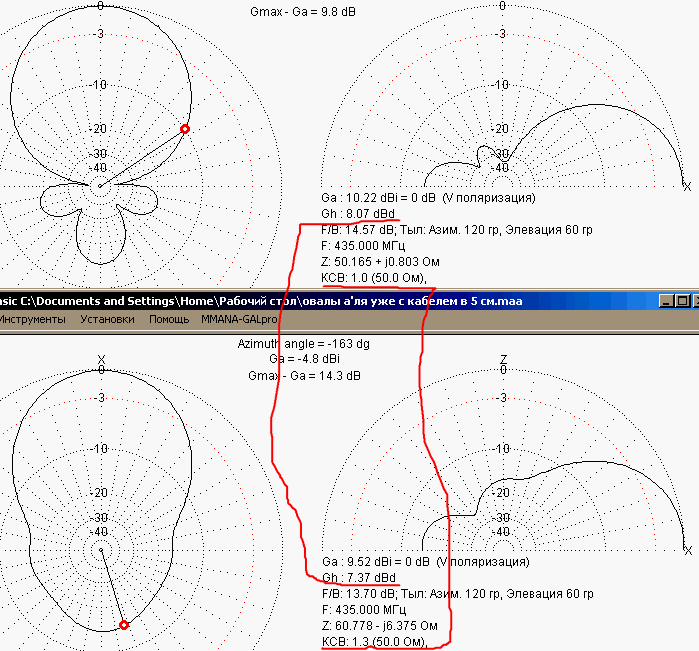 Gmax - Ga = 9.8 dB
0
-3
-10
-20
-30
-40
0
-3
-10
-20
-30
-40
X
Ga : 10.22 dBi = 0 dB (V поляризация)
Gh : 8.07 dBd
F/B: 14.57 dB; Тыл: Азим. 120 гр, Элевация 60 гр
F: 435.000 МГц
Z: 50.165 + j0.803 Ом
КСВ: 1.0 (50.0 Ом),
asic C:\Documents and Settings\Home\Рабочий стол\овалы а'ля уже с кабелем в 5 см.maa
Инструменты Установки Помощь MMANA-GALpro
Azimuth angle = -163 dg
Ga = -4.8 dBi
Gmax - Ga = 14.3 dB
X
0
-3
-10
-20
-30
-40
Z
0
-3
-10
-20
-30
-40
X
Ga : 9.52 dBi = 0 dB (V поляризация)
Gh : 7.37 dBd
F/B: 13.70 dB; Тыл: Азим. 120 гр, Элевация 60 гр
F: 435.000 МГц
Z: 60.778 - j6.375 Ом
КСВ: 1.3 (50.0 Ом),